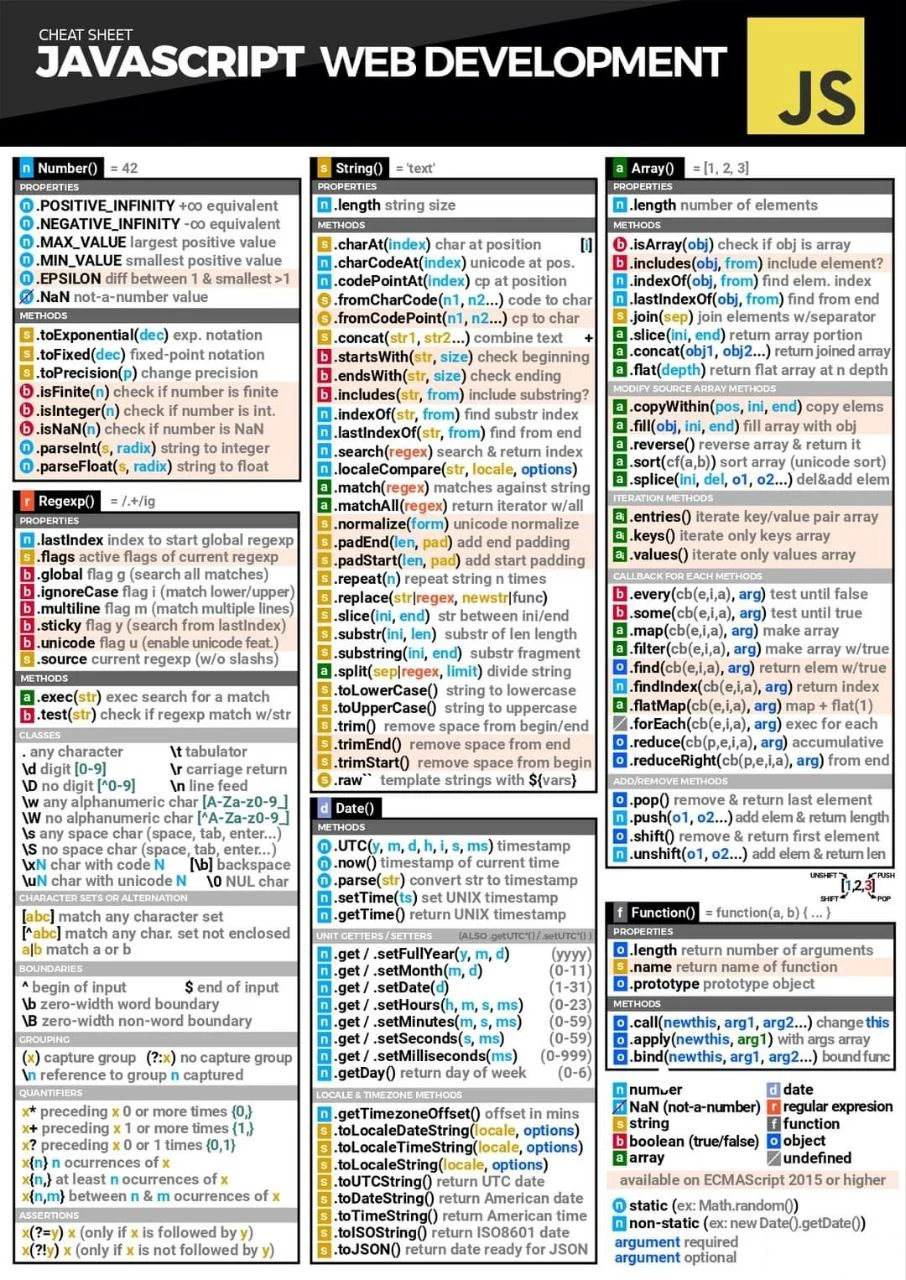 CHEAT SHEET
JAVASCRIPT WEB DEVELOPMENT
JS
n Number() = 42
PROPERTIES
n .POSITIVE_INFINITY +∞ equivalent
n .NEGATIVE_INFINITY -∞ equivalent
n .MAX_VALUE largest positive value
n .MIN_VALUE smallest positive value
n .EPSILON diff between 1 & smallest >1
n .NaN not-a-number value
METHODS
s .toExponential(dec) exp. notation
s .toFixed(dec) fixed-point notation
s .toPrecision(p) change precision
b .isFinite(n) check if number is finite
b .isInteger(n) check if number is int.
b .isNaN(n) check if number is NaN
n .parseInt(s, radix) string to integer
n .parseFloat(s, radix) string to float
r Regexp() = /.+/ig
PROPERTIES
n .lastIndex index to start global regexp
s .flags active flags of current regexp
b .global flag g (search all matches)
b .ignoreCase flag i (match lower/upper)
b .multiline flag m (match multiple lines)
b .sticky flag y (search from lastIndex)
b .unicode flag u (enable unicode feat.)
s .source current regexp (w/o slashs)
METHODS
a .exec(str) exec search for a match
b .test(str) check if regexp match w/str
CLASSES
. any character \t tabulator
\d digit [0-9] \r carriage return
\D no digit [^0-9] \n line feed
\w any alphanumeric char [A-Za-z0-9_]
\W no alphanumeric char [^A-Za-z0-9_]
\s any space char (space, tab, enter...)
\S no space char (space, tab, enter...)
\xN char with code N [\b] backspace
\uN char with unicode N \0 NUL char
CHARACTER SETS OR ALTERNATION
[abc] match any character set
[^abc] match any char. set not enclosed
a|b match a or b
BOUNDARIES
^ begin of input $ end of input
\b zero-width word boundary
\B zero-width non-word boundary
GROUPING
(x) capture group (?:x) no capture group
\n reference to group n captured
QUANTIFIERS
x* preceding x 0 or more times {0,}
x+ preceding x 1 or more times {1,}
x? preceding x 0 or 1 times {0,1}
x{n} n ocurrences of x
x{n,} at least n ocurrences of x
x{n,m} between n & m ocurrences of x
ASSERTIONS
x(?=y) x (only if x is followed by y)
x(?!y) x (only if x is not followed by y)
s String() = 'text'
PROPERTIES
n .length string size
METHODS
s .charAt(index) char at position [i]
n .charCodeAt(index) unicode at pos.
n .codePointAt(index) cp at position
s .fromCharCode(n1, n2...) code to char
s .fromCodePoint(n1, n2...) cp to char
s .concat(str1, str2...) combine text +
b .startsWith(str, size) check beginning
b .endsWith(str, size) check ending
b .includes(str, from) include substring?
n .indexOf(str, from) find substr index
n .lastIndexOf(str, from) find from end
n .search(regex) search & return index
n .localeCompare(str, locale, options)
a .match(regex) matches against string
a .matchAll(regex) return iterator w/all
s .normalize(form) unicode normalize
s .padEnd(len, pad) add end padding
s .padStart(len, pad) add start padding
s .repeat(n) repeat string n times
s .replace(str|regex, newstr|func)
s .slice(ini, end) str between ini/end
s .substr(ini, len) substr of len length
s .substring(ini, end) substr fragment
a .split(sep|regex, limit) divide string
s .toLowerCase() string to lowercase
s .toUpperCase() string to uppercase
s .trim() remove space from begin/end
s .trimEnd() remove space from end
s .trimStart() remove space from begin
s .raw`` template strings with ${vars}
d Date()
METHODS
n .UTC(y, m, d, h, i, s, ms) timestamp
n .now() timestamp of current time
n .parse(str) convert str to timestamp
n .setTime(ts) set UNIX timestamp
n .getTime() return UNIX timestamp
UNIT GETTERS / SETTERS (ALSO .getUTC*() / .setUTC*() )
n .get / .setFullYear(y, m, d) (yyyy)
n .get / .setMonth(m, d) (0-11)
n .get / .setDate(d) (1-31)
n .get / .setHours(h, m, s, ms) (0-23)
n .get / .setMinutes(m, s, ms) (0-59)
n .get / .setSeconds(s, ms) (0-59)
n .get / .setMilliseconds(ms) (0-999)
n .getDay() return day of week (0-6)
LOCALE & TIMEZONE METHODS
n .getTimezoneOffset() offset in mins
s .toLocaleDateString(locale, options)
s .toLocaleTimeString(locale, options)
s .toLocaleString(locale, options)
s .toUTCString() return UTC date
s .toDateString() return American date
s .toTimeString() return American time
s .toISOString() return ISO8601 date
s .toJSON() return date ready for JSON
a Array() = [1, 2, 3]
PROPERTIES
n .length number of elements
METHODS
b .isArray(obj) check if obj is array
b .includes(obj, from) include element?
n .indexOf(obj, from) find elem. index
n .lastIndexOf(obj, from) find from end
s .join(sep) join elements w/separator
a .slice(ini, end) return array portion
a .concat(obj1, obj2...) return joined array
a .flat(depth) return flat array at n depth
MODIFY SOURCE ARRAY METHODS
a .copyWithin(pos, ini, end) copy elems
a .fill(obj, ini, end) fill array with obj
a .reverse() reverse array & return it
a .sort(cf(a,b)) sort array (unicode sort)
a .splice(ini, del, o1, o2...) del&add elem
ITERATION METHODS
ai .entries() iterate key/value pair array
ai .keys() iterate only keys array
ai .values() iterate only values array
CALLBACK FOR EACH METHODS
b .every(cb(e,i,a), arg) test until false
b .some(cb(e,i,a), arg) test until true
a .map(cb(e,i,a), arg) make array
a .filter(cb(e,i,a), arg) make array w/true
o .find(cb(e,i,a), arg) return elem w/true
n .findIndex(cb(e,i,a), arg) return index
a .flatMap(cb(e,i,a), arg) map + flat(1)
.forEach(cb(e,i,a), arg) exec for each
o .reduce(cb(p,e,i,a), arg) accumulative
o .reduceRight(cb(p,e,i,a), arg) from end
ADD/REMOVE METHODS
o .pop() remove & return last element
n .push(o1, o2...) add elem & return length
o .shift() remove & return first element
n .unshift(o1, o2...) add elem & return len
UNSHIFT PUSH
[1,2,3]
SHIFT POP
f Function() = function(a, b) { ... }
PROPERTIES
o .length return number of arguments
s .name return name of function
o .prototype prototype object
METHODS
o .call(newthis, arg1, arg2...) change this
o .apply(newthis, arg1) with args array
o .bind(newthis, arg1, arg2...) bound func
n number d date
n NaN (not-a-number) r regular expresion
s string f function
b boolean (true/false) o object
a array undefined
available on ECMAScript 2015 or higher
n static (ex: Math.random())
n non-static (ex: new Date().getDate())
argument required
argument optional